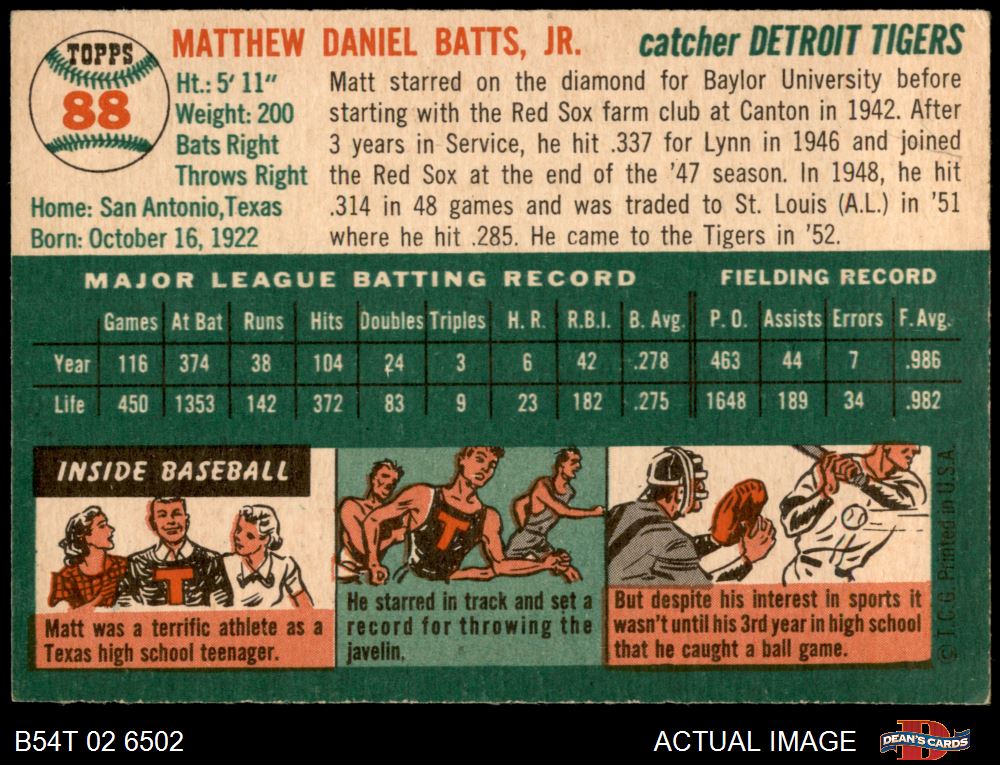 TOPPS
88
MATTHEW DANIEL BATTS, JR. catcher DETROIT TIGERS
Ht.: 5' 11"
Weight: 200
Bats Right
Throws Right
Home: San Antonio, Texas
Born: October 16, 1922
Matt starred on the diamond for Baylor University before
starting with the Red Sox farm club at Canton in 1942. After
3 years in Service, he hit .337 for Lynn in 1946 and joined
the Red Sox at the end of the '47 season. In 1948, he hit
.314 in 48 games and was traded to St. Louis (A.L.) in '51
where he hit .285. He came to the Tigers in '52.
MAJOR LEAGUE BATTING RECORD FIELDING RECORD
Games At Bat Runs Hits Doubles Triples H. R. R.B.I. B. Avg. P. O. Assists Errors F. Avg.
Year 116 374 38 104 24 3 6 42 .278 463 44 7 .986
Life 450 1353 142 372 83 9 23 182 .275 1648 189 34 .982
INSIDE BASEBALL
T
Matt was a terrific athlete as a
Texas high school teenager.
T
He starred in track and set a
record for throwing the
javelin.
But despite his interest in sports it
wasn't until his 3rd year in high school
that he caught a ball game.
© T.C.G. Printed in U.S.A.
B54T 02 6502 ACTUAL IMAGE DEAN'S CARDS